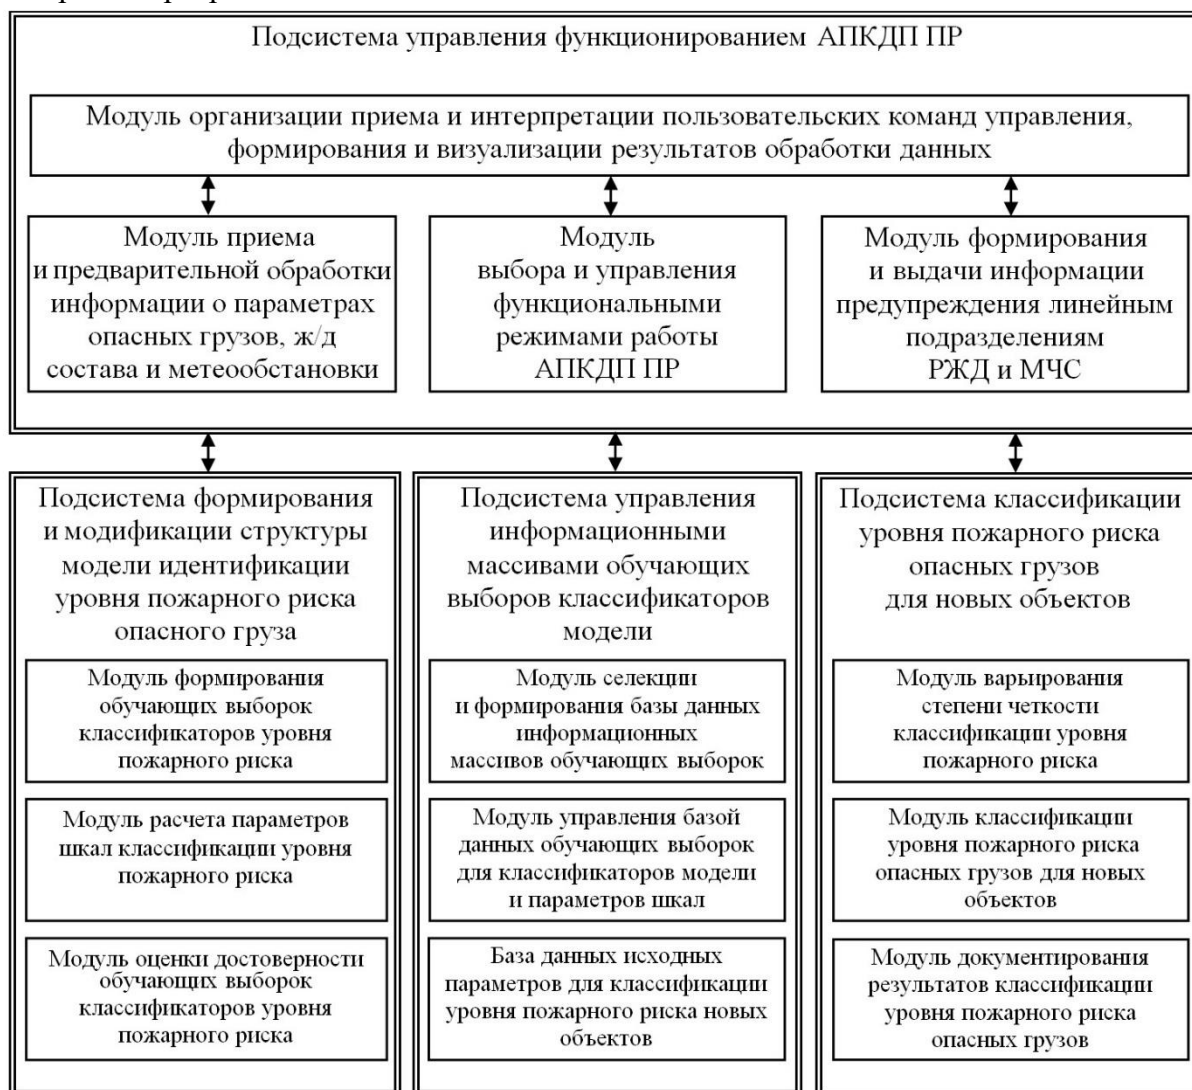 Подсистема управления функционированием АПКДП ПР
Модуль организации приема и интерпретации пользовательских команд управления,
формирования и визуализации результатов обработки данных
Модуль приема
и предварительной обработки
информации о параметрах
опасных грузов, ж/д
состава и метеообстановки
Модуль
выбора и управления
функциональными
режимами работы
АПКДП ПР
Модуль формирования
и выдачи информации
предупреждения линейным
подразделениям
РЖД и МЧС
Подсистема формирования
и модификации структуры
модели идентификации
уровня пожарного риска
опасного груза
Модуль формирования
обучающих выборок
классификаторов уровня
пожарного риска
Модуль расчета параметров
шкал классификации уровня
пожарного риска
Модуль оценки достоверности
обучающих выборок
классификаторов уровня
пожарного риска
Подсистема управления
информационными
массивами обучающих
выборов классификаторов
модели
Модуль селекции
и формирования базы данных
информационных
массивов обучающих выборок
Модуль управления базой
данных обучающих выборок
для классификаторов модели
и параметров шкал
База данных исходных
параметров для классификации
уровня пожарного риска новых
объектов
Подсистема классификации
уровня пожарного риска
опасных грузов
для новых объектов
Модуль варьирования
степени четкости
классификации уровня
пожарного риска
Модуль классификации
уровня пожарного риска
опасных грузов для новых
объектов
Модуль документирования
результатов классификации
уровня пожарного риска
опасных грузов